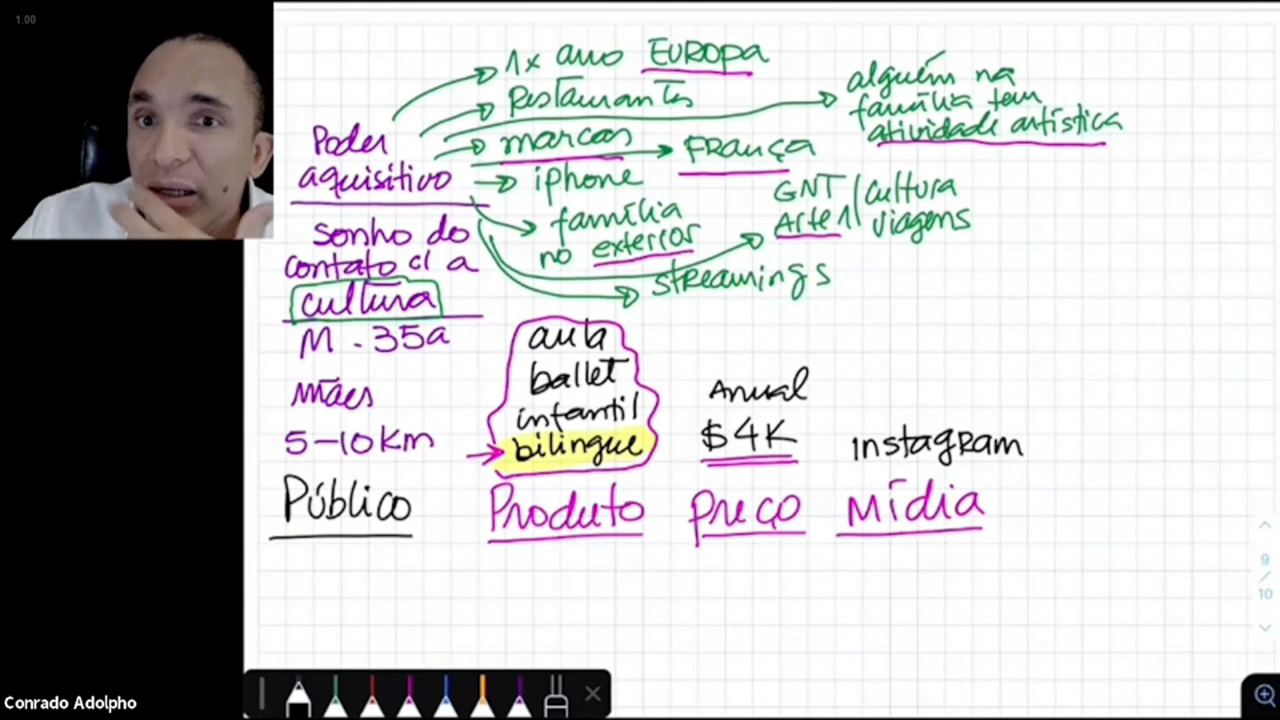 1.00
1x ano EUROPA
Restaurantes
marcas
FRANÇA
iphone
família
no exterior
alguém na
família tem
atividade artística
GNT / cultura
Arte 1 / viagens
streamings
Poder
aquisitivo
sonho do
contato c/ a
cultura
M - 35a
mães
5-10Km
Público
aula
ballet
infantil
bilingue
Produto
Anual
$4K
Preço
instagram
Mídia
9
/
10
Conrado Adolpho